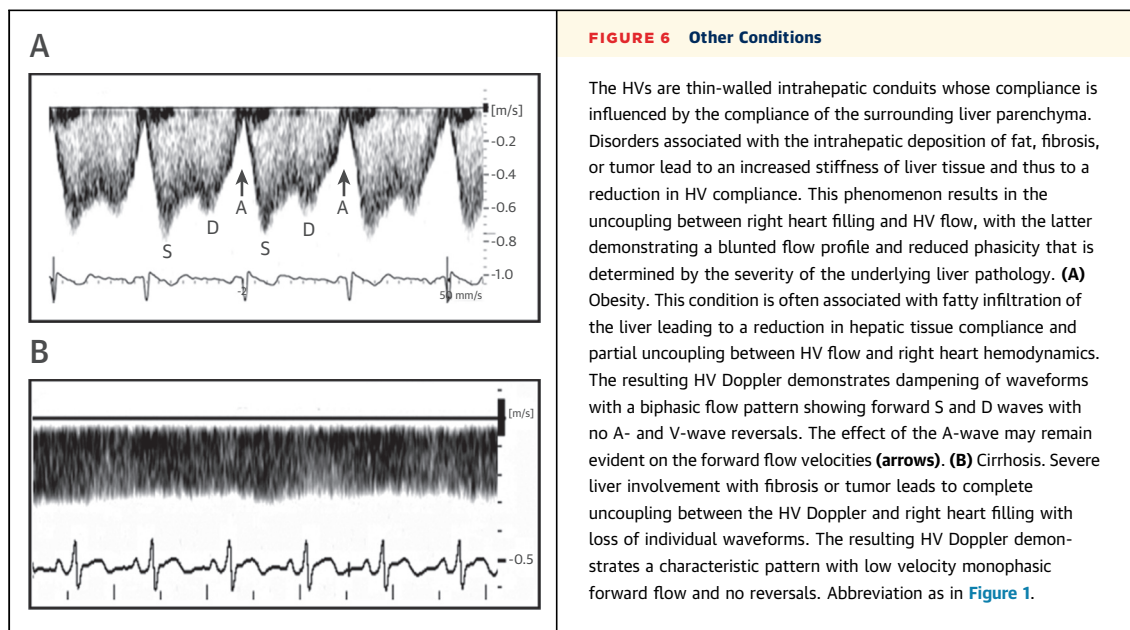 A
[m/s]
-0.2
-0.4
A
A
-0.6
D
D
S
S
-0.8
-1.0
-2
50 mm/s
B
[m/s]
-0.5
FIGURE 6 Other Conditions
The HVs are thin-walled intrahepatic conduits whose compliance is
influenced by the compliance of the surrounding liver parenchyma.
Disorders associated with the intrahepatic deposition of fat, fibrosis,
or tumor lead to an increased stiffness of liver tissue and thus to a
reduction in HV compliance. This phenomenon results in the
uncoupling between right heart filling and HV flow, with the latter
demonstrating a blunted flow profile and reduced phasicity that is
determined by the severity of the underlying liver pathology. (A)
Obesity. This condition is often associated with fatty infiltration of
the liver leading to a reduction in hepatic tissue compliance and
partial uncoupling between HV flow and right heart hemodynamics.
The resulting HV Doppler demonstrates dampening of waveforms
with a biphasic flow pattern showing forward S and D waves with
no A- and V-wave reversals. The effect of the A-wave may remain
evident on the forward flow velocities (arrows). (B) Cirrhosis. Severe
liver involvement with fibrosis or tumor leads to complete
uncoupling between the HV Doppler and right heart filling with
loss of individual waveforms. The resulting HV Doppler demon-
strates a characteristic pattern with low velocity monophasic
forward flow and no reversals. Abbreviation as in Figure 1.